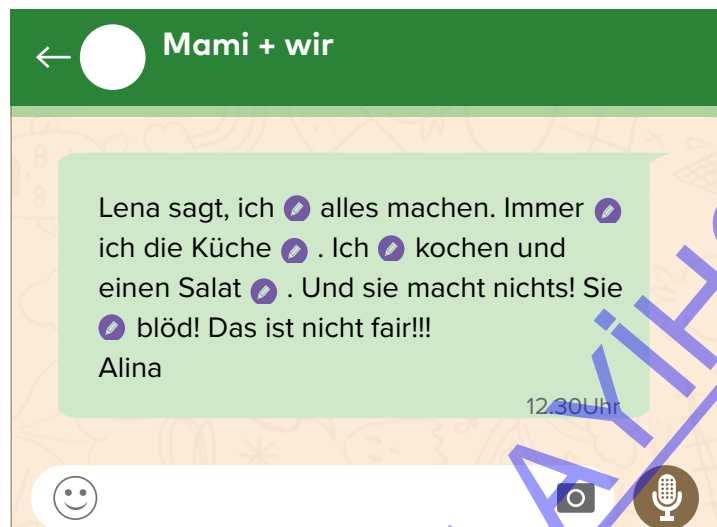 Mami + wir
Lena sagt, ich alles machen. Immer
ich die Küche . Ich kochen und
einen Salat . Und sie macht nichts! Sie
blöd! Das ist nicht fair!!!
Alina
12.30Uhr